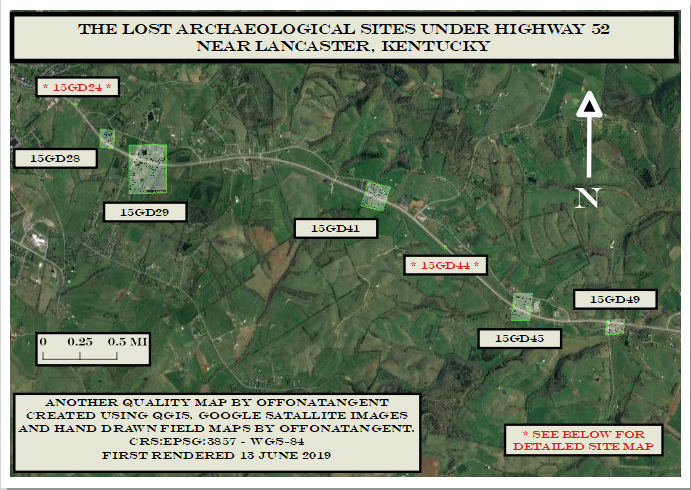 THE LOST ARCHAEOLOGICAL SITES UNDER HIGHWAY 52
NEAR LANCASTER, KENTUCKY
* 15GD24 *
15GD28
15GD29
15GD41
N
* 15GD44 *
15GD49
15GD45
0 0.25 0.5 MI
ANOTHER QUALITY MAP BY OFFONATANGENT
CREATED USING QGIS, GOOGLE SATALLITE IMAGES
AND HAND DRAWN FIELD MAPS BY OFFONATANGENT.
CRS:EPSG:3857 - WGS-84
FIRST RENDERED 13 JUNE 2019
* SEE BELOW FOR
DETAILED SITE MAP